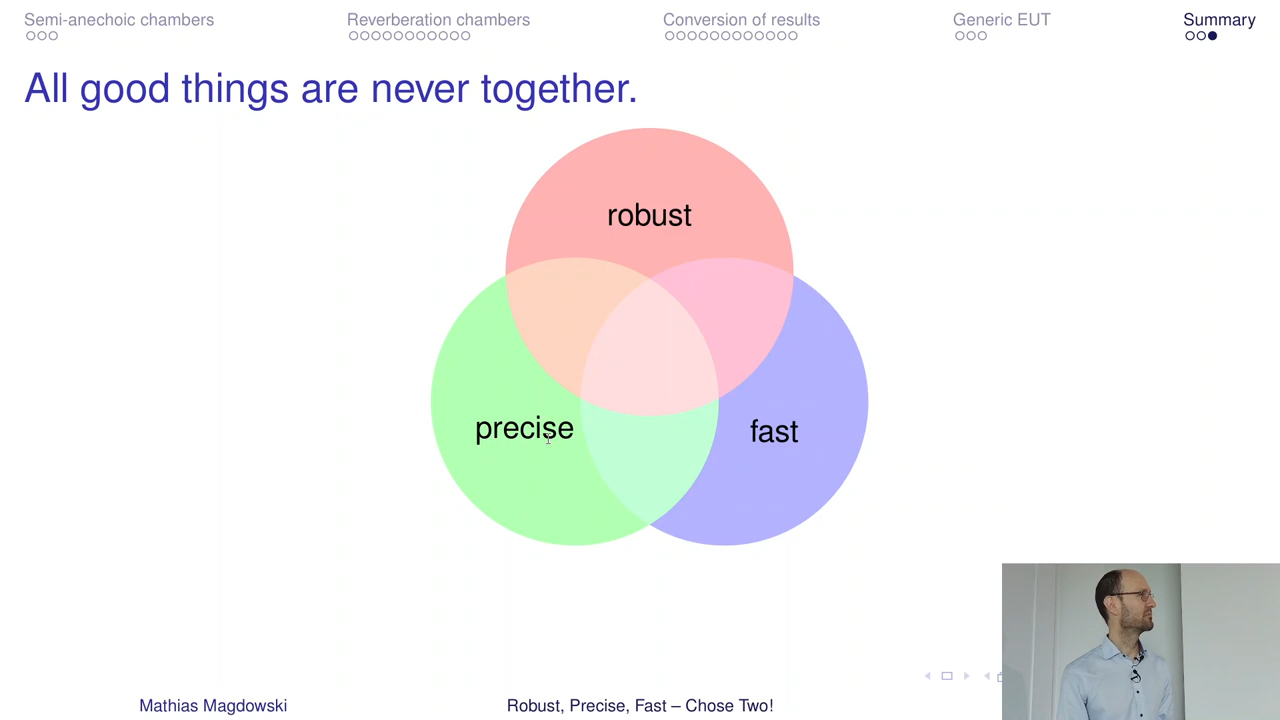 Semi-anechoic chambers Reverberation chambers Conversion of results Generic EUT Summary
All good things are never together.
robust
precise fast
Mathias Magdowski Robust, Precise, Fast – Chose Two!